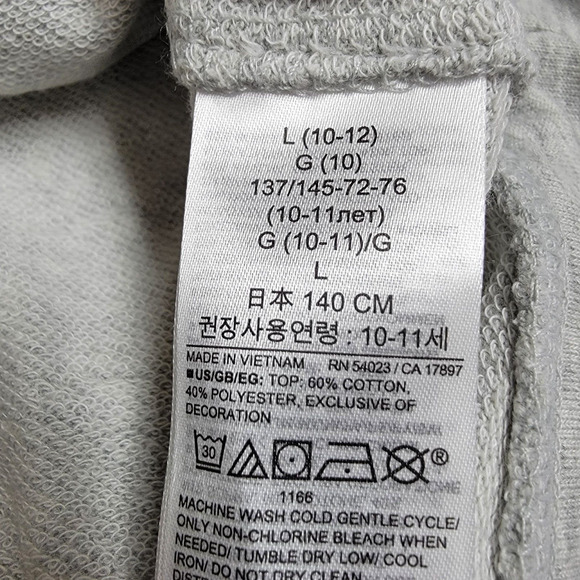 L (10-12)
G (10)
137/145-72-76
(10-11лет)
G (10-11)/G
L
日本 140 CM
권장사용연령 : 10-11세
MADE IN VIETNAM RN 54023 / CA 17897
■US/GB/EG: TOP: 60% COTTON,
40% POLYESTER, EXCLUSIVE OF
DECORATION
30
®
1166
MACHINE WASH COLD GENTLE CYCLE/
ONLY NON-CHLORINE BLEACH WHEN
NEEDED/ TUMBLE DRY LOW/ COOL
IRON/ DO NOT DRY CLEAN